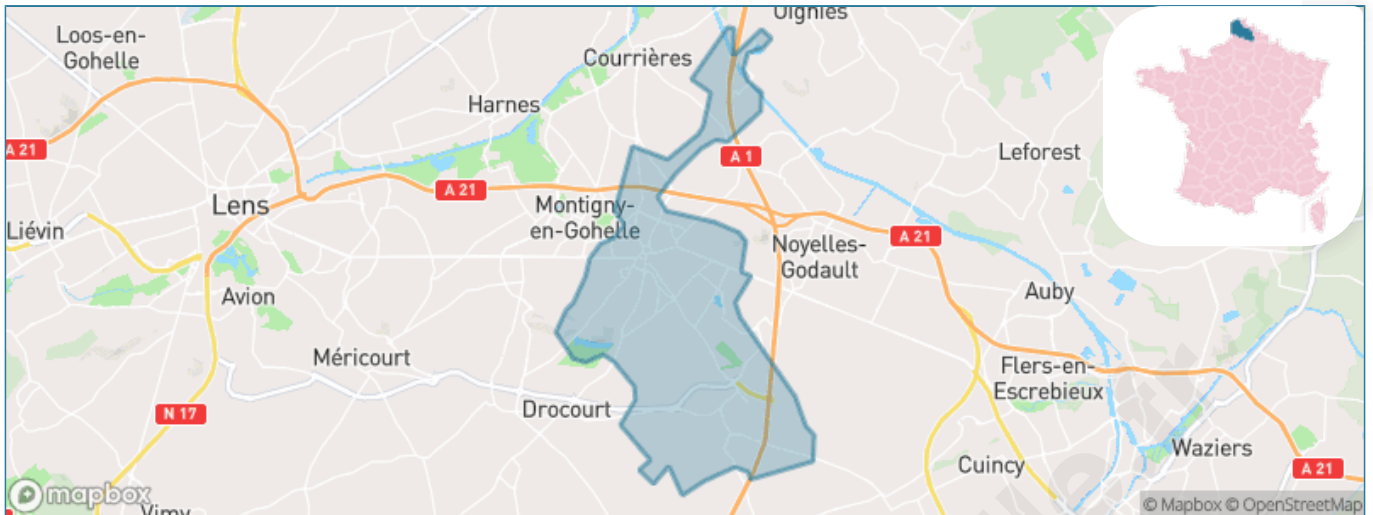 Oignies
Loos-en-
Gohelle
Courrières
Harnes
A 21
A 1
Leforest
A 21
Lens
Montigny-
en-Gohelle
Liévin
Noyelles-
Godault
A 21
Avion
Auby
Méricourt
Flers-en-
Escrebieux
Drocourt
N 17
Waziers
Cuincy
A 21
mapbox
Vimy
© Mapbox © OpenStreetMap